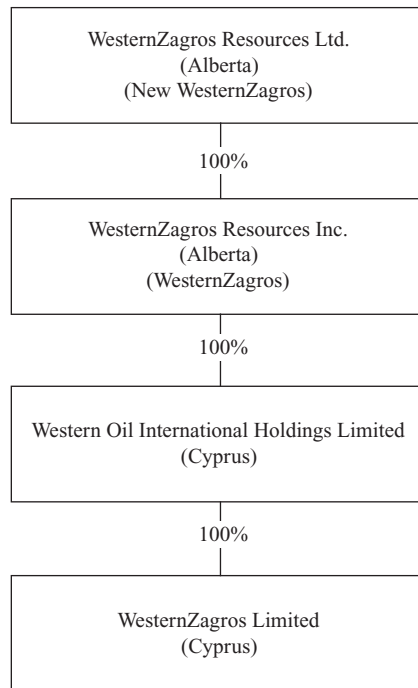 WesternZagros Resources Ltd.
(Alberta)
(New WesternZagros)
100%
WesternZagros Resources Inc.
(Alberta)
(WesternZagros)
100%
Western Oil International Holdings Limited
(Cyprus)
100%
WesternZagros Limited
(Cyprus)